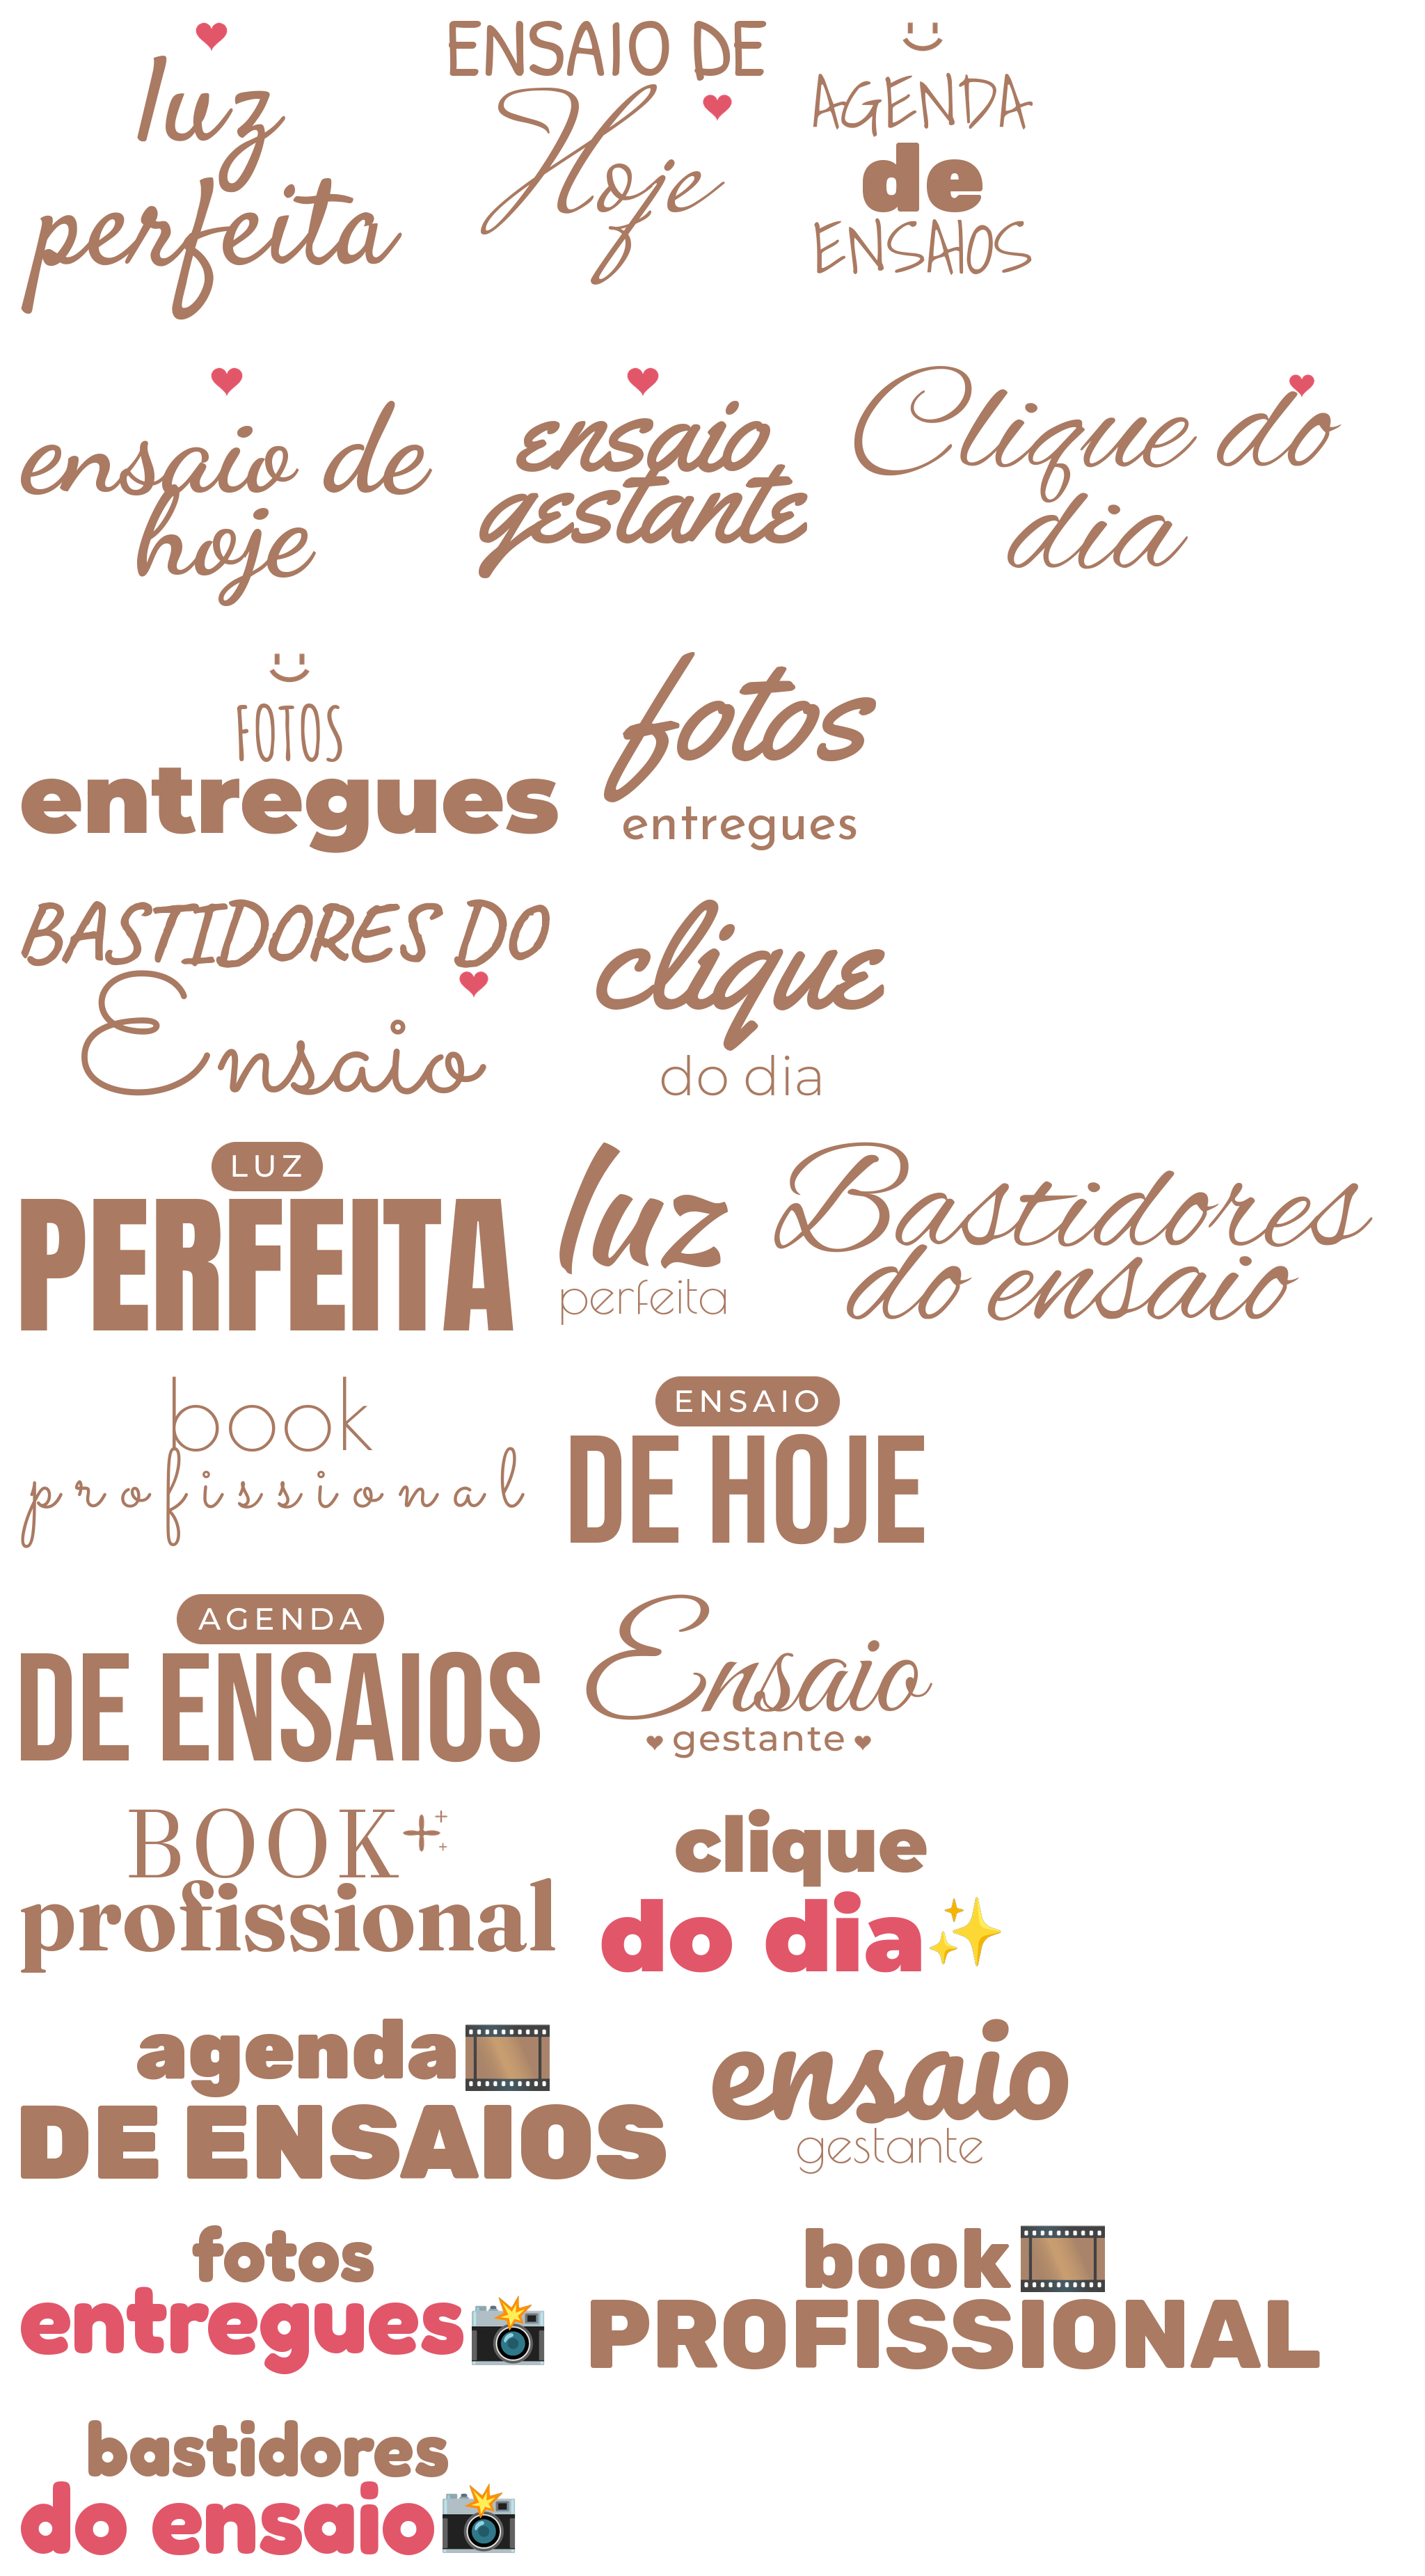 luz
perfeita
ENSAIO DE
Hoje
AGENDA
de
ENSAIOS
ensaio de
hoje
ensaio
gestante
Clique do
dia
FOTOS
entregues
fotos
entregues
BASTIDORES DO
Ensaio
clique
do dia
LUZ
PERFEITA
luz
perfeita
Bastidores
do ensaio
book
profissional
ENSAIO
DE HOJE
AGENDA
DE ENSAIOS
Ensaio
gestante
BOOK
profissional
clique
do dia
agenda
DE ENSAIOS
ensaio
gestante
fotos
entregues
book
PROFISSIONAL
bastidores
do ensaio